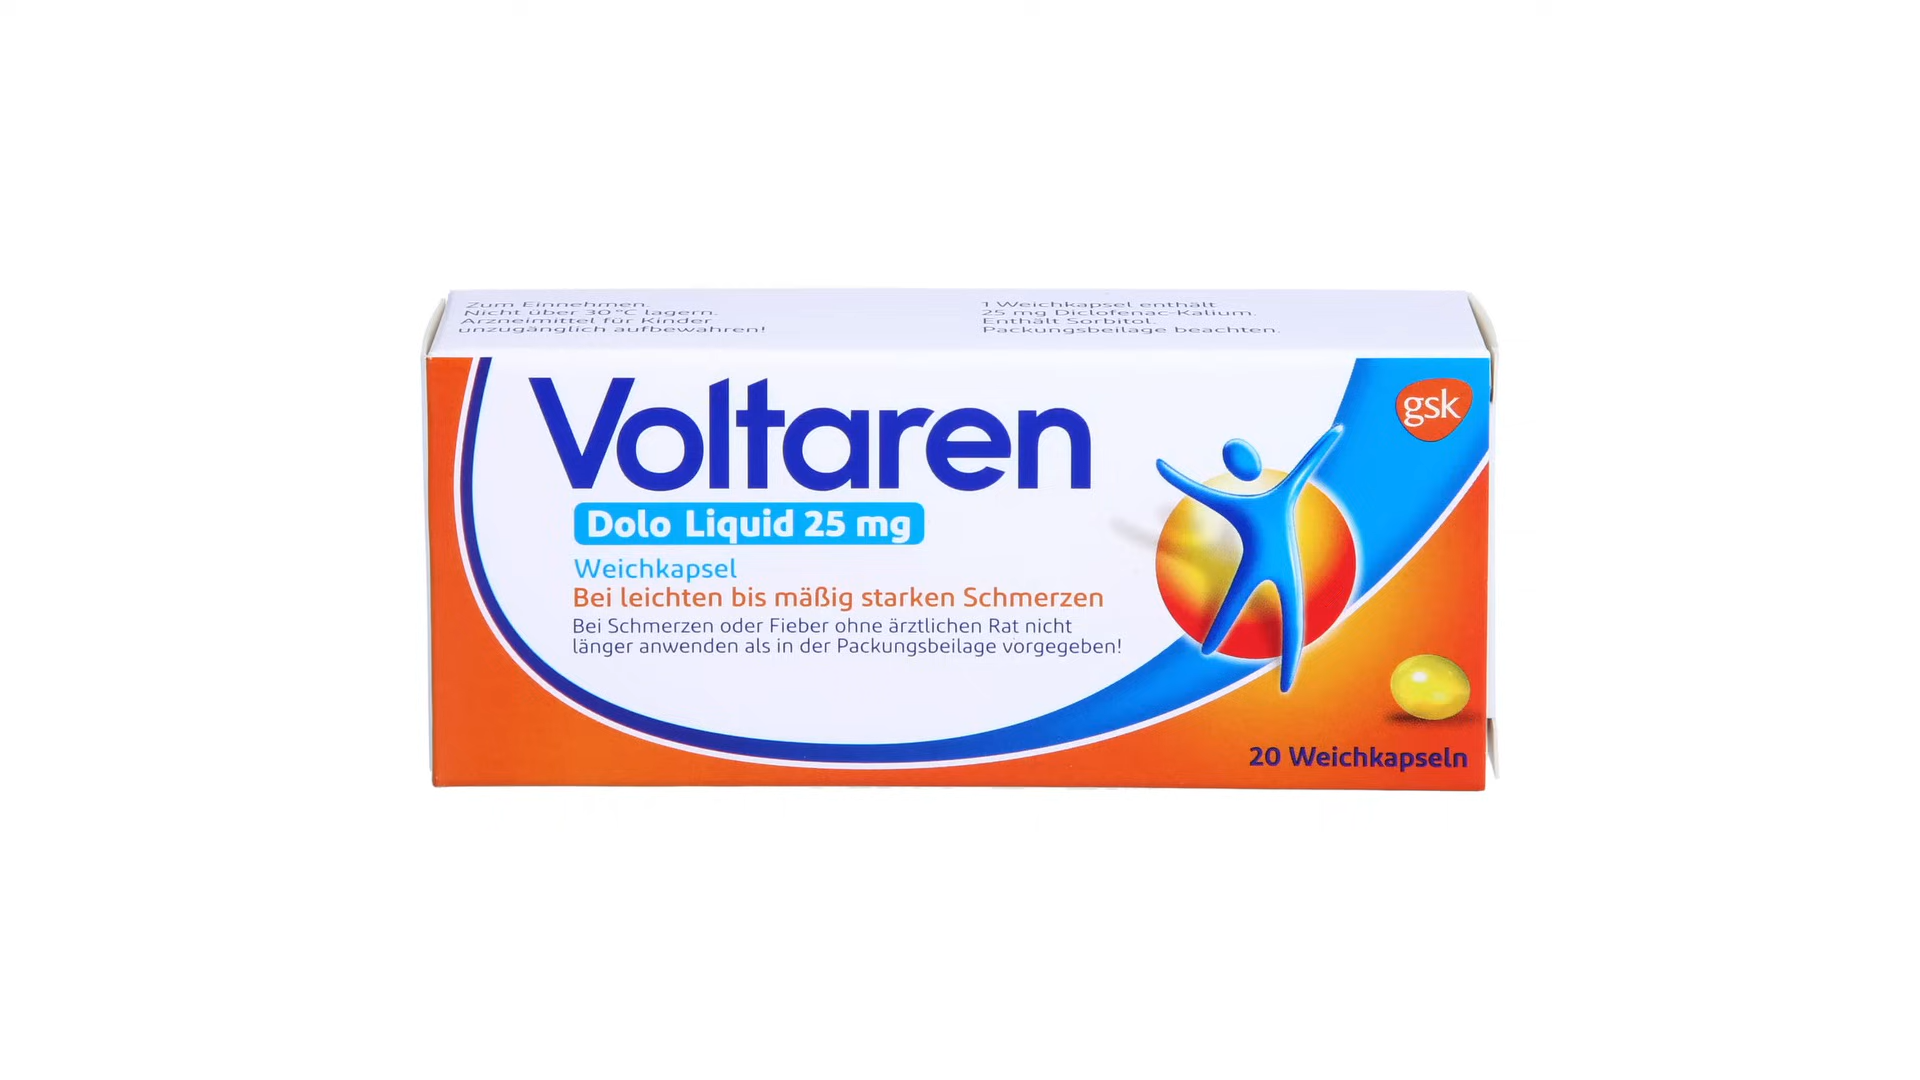 Zum Einnehmen.
Nicht über 30 °C lagern.
Arzneimittel für Kinder
unzugänglich aufbewahren!
1 Weichkapsel enthält
25 mg Diclofenac-Kalium.
Enthält Sorbitol.
Packungsbeilage beachten.
Voltaren
gsk
Dolo Liquid 25 mg
Weichkapsel
Bei leichten bis mäßig starken Schmerzen
Bei Schmerzen oder Fieber ohne ärztlichen Rat nicht
länger anwenden als in der Packungsbeilage vorgegeben!
20 Weichkapseln